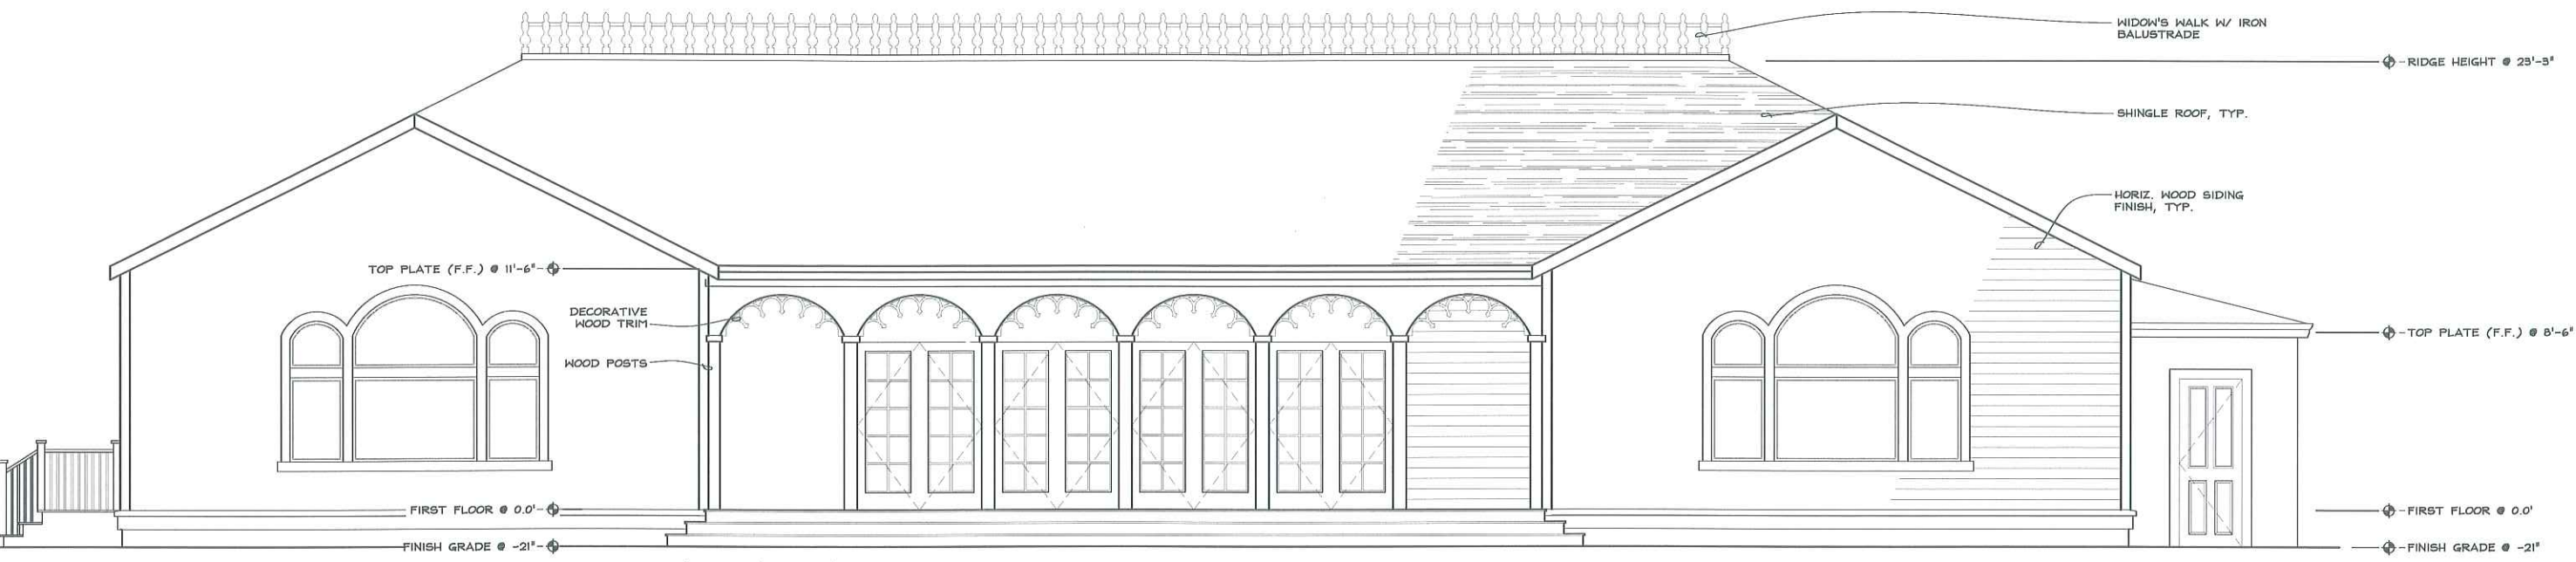 WIDOW'S WALK W/ IRON
BALUSTRADE
RIDGE HEIGHT @ 23'-3"
SHINGLE ROOF, TYP.
HORIZ. WOOD SIDING
FINISH, TYP.
TOP PLATE (F.F.) @ 11'-6"
DECORATIVE
WOOD TRIM
TOP PLATE (F.F.) @ 8'-6"
WOOD POSTS
FIRST FLOOR @ 0.0'
FIRST FLOOR @ 0.0'
FINISH GRADE @ -21"
FINISH GRADE @ -21"